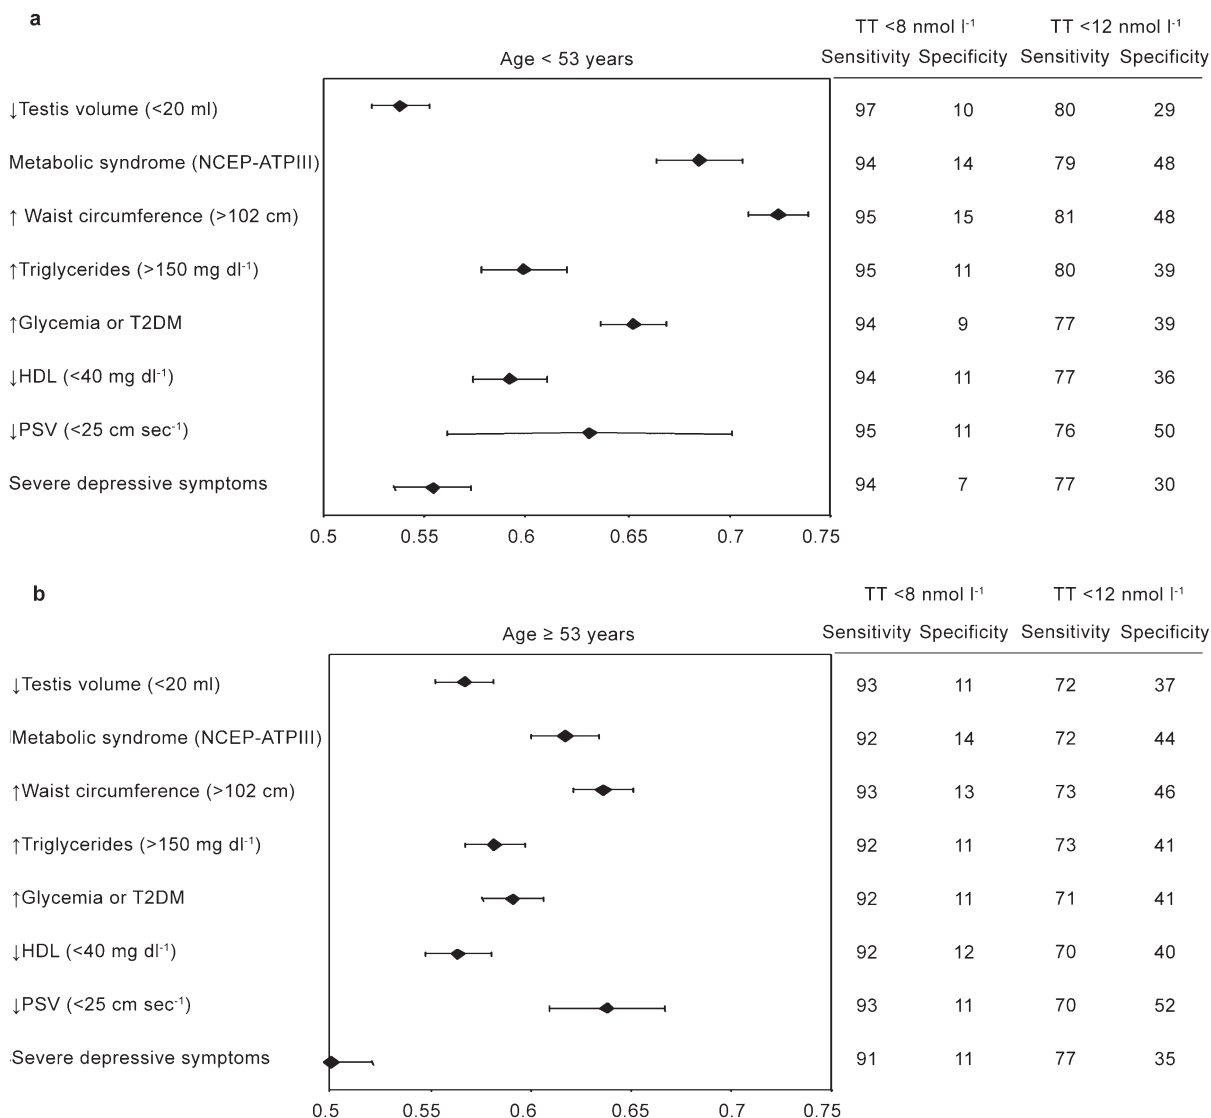 a
TT <8 nmol l⁻¹ TT <12 nmol l⁻¹
Age < 53 years Sensitivity Specificity Sensitivity Specificity
↓Testis volume (<20 ml) 97 10 80 29
Metabolic syndrome (NCEP-ATPIII) 94 14 79 48
↑ Waist circumference (>102 cm) 95 15 81 48
↑Triglycerides (>150 mg dl⁻¹) 95 11 80 39
↑Glycemia or T2DM 94 9 77 39
↓HDL (<40 mg dl⁻¹) 94 11 77 36
↓PSV (<25 cm sec⁻¹) 95 11 76 50
Severe depressive symptoms 94 7 77 30
0.5 0.55 0.6 0.65 0.7 0.75
b
TT <8 nmol l⁻¹ TT <12 nmol l⁻¹
Age ≥ 53 years Sensitivity Specificity Sensitivity Specificity
↓Testis volume (<20 ml) 93 11 72 37
Metabolic syndrome (NCEP-ATPIII) 92 14 72 44
↑Waist circumference (>102 cm) 93 13 73 46
↑Triglycerides (>150 mg dl⁻¹) 92 11 73 41
↑Glycemia or T2DM 92 11 71 41
↓HDL (<40 mg dl⁻¹) 92 12 70 40
↓PSV (<25 cm sec⁻¹) 93 11 70 52
Severe depressive symptoms 91 11 77 35
0.5 0.55 0.6 0.65 0.7 0.75